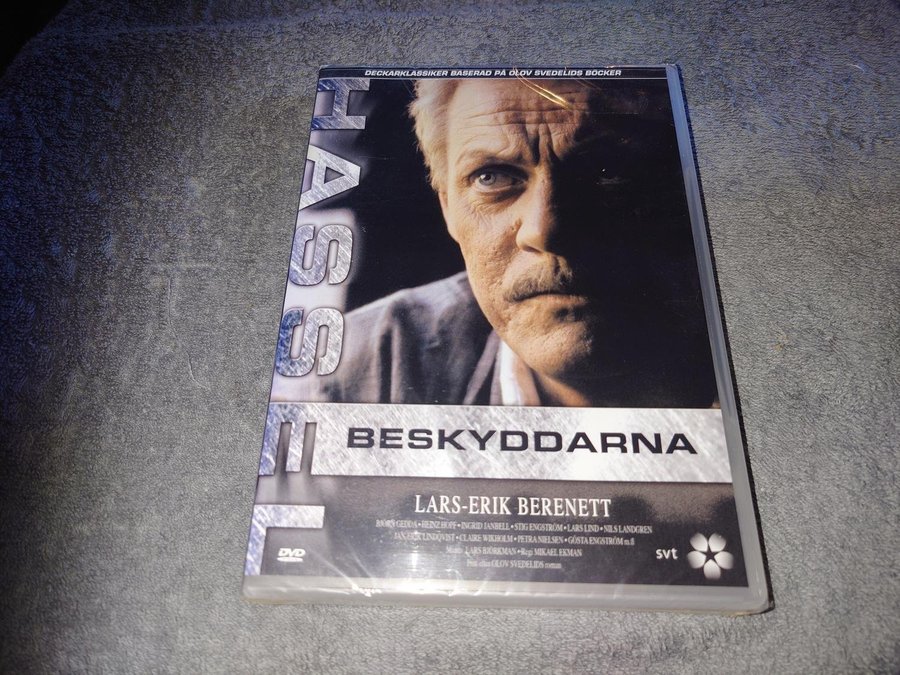 DECKARKLASSIKER BASERAD PÅ OLOV SVEDELIDS BÖCKER
HASSEL
BESKYDDARNA
LARS-ERIK BERENETT
BJÖRN GEDDA • HEINZ HOPF • INGRID JANBELL • STIG ENGSTRÖM • LARS LIND • NILS LANDGREN
JAN-ERIK LINDQVIST • CLAIRE WIKHOLM • PETRA NIELSEN • GÖSTA ENGSTRÖM m.fl
Manus LARS BJÖRKMAN • Regi MIKAEL EKMAN
Fritt efter OLOV SVEDELIDS roman
DVD
svt